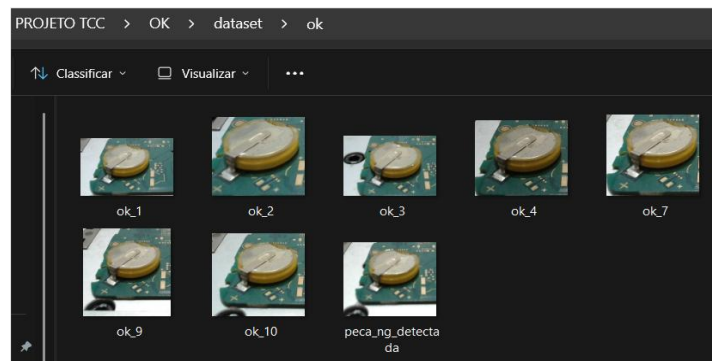 PROJETO TCC > OK > dataset > ok
Classificar Visualizar •••
ok_1 ok_2 ok_3 ok_4 ok_7
ok_9 ok_10 peca_ng_detecta
da